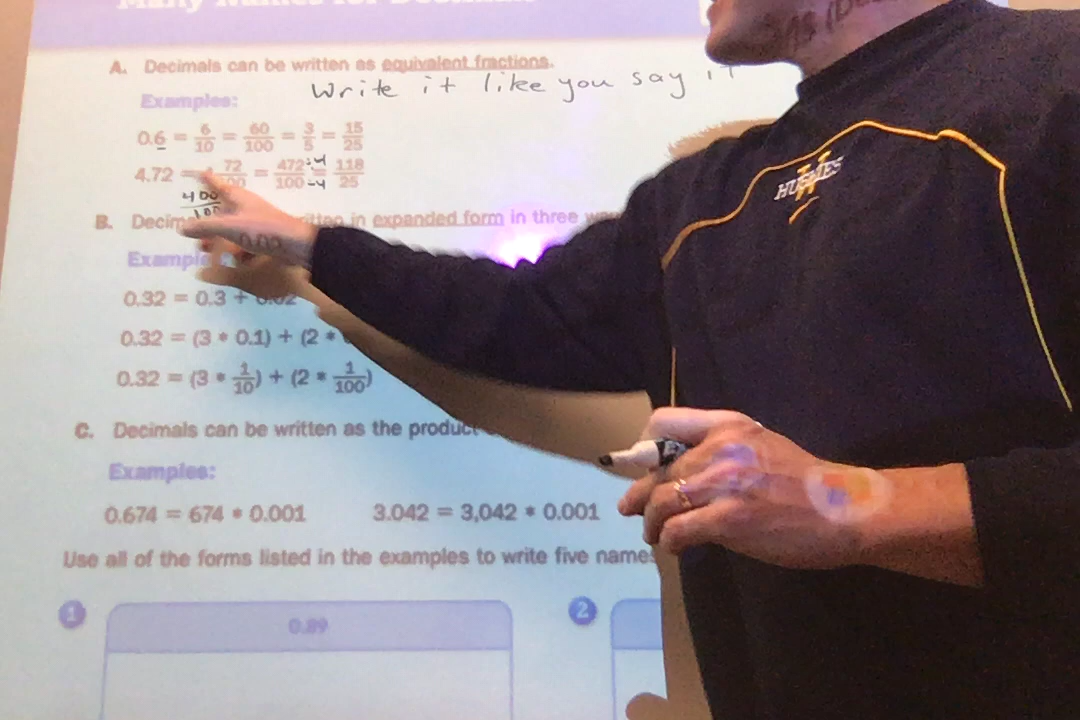 Many Names for Decimals
A. Decimals can be written as equivalent fractions.
Write it like you say it
Examples:
0.6 = 6/10 = 60/100 = 3/5 = 15/25
4.72 = 72/100 = 472÷4/100÷4 = 118/25
400/100
B. in expanded form in three
0.32 = 0.3 + 0.02
0.32 = (3 * 0.1) + (2 *
0.32 = (3 * 1/10) + (2 * 1/100)
C. Decimals can be written as the product
Examples:
0.674 = 674 * 0.001 3.042 = 3,042 * 0.001
Use all of the forms listed in the examples to write five names
1 2
0.89
HUSKIES
W